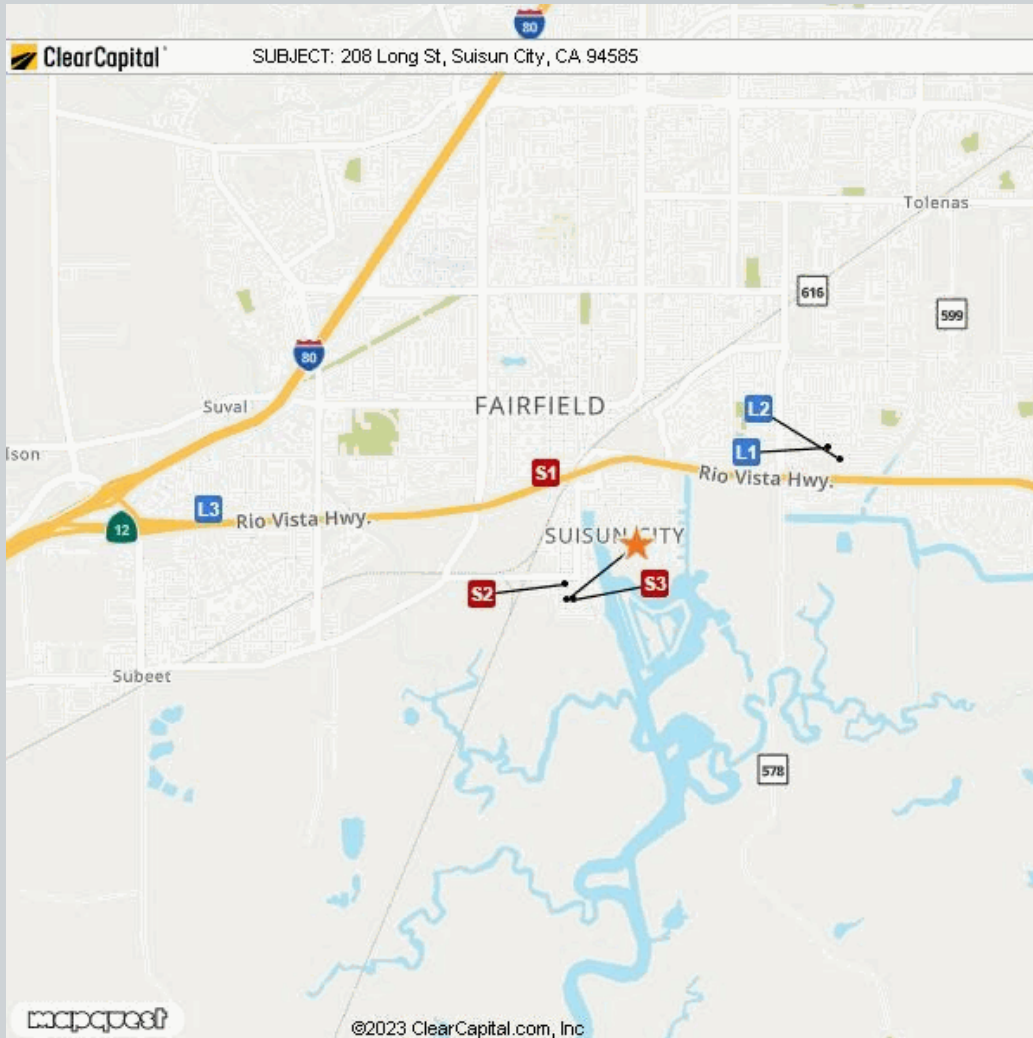 80
ClearCapital
SUBJECT: 208 Long St, Suisun City, CA 94585
Tolenas
616
599
80
Suval
FAIRFIELD
L2
L1
lson
S1
Rio Vista Hwy.
L3
Rio Vista Hwy.
12
SUISUN CITY
S2
S3
Subeet
578
mapquest
©2023 ClearCapital.com, Inc